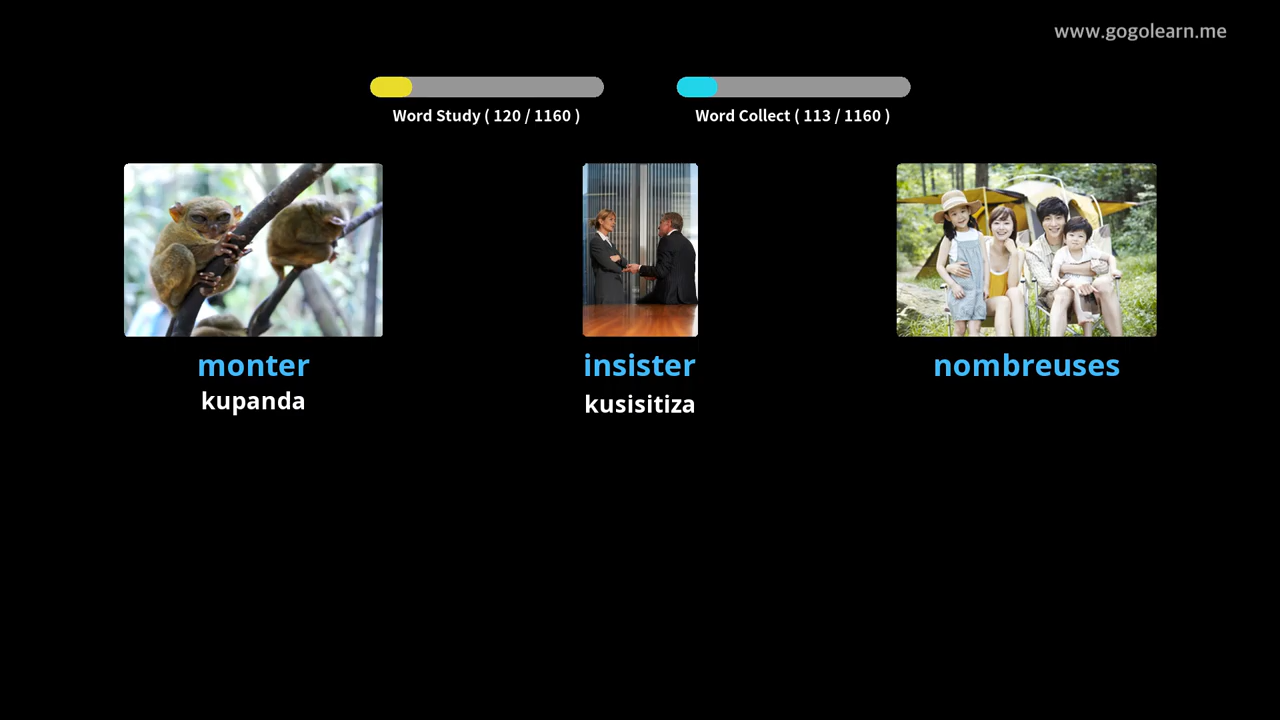 www.gogolearn.me
Word Study ( 120 / 1160 )
Word Collect ( 113 / 1160 )
monter
kupanda
insister
kusisitiza
nombreuses